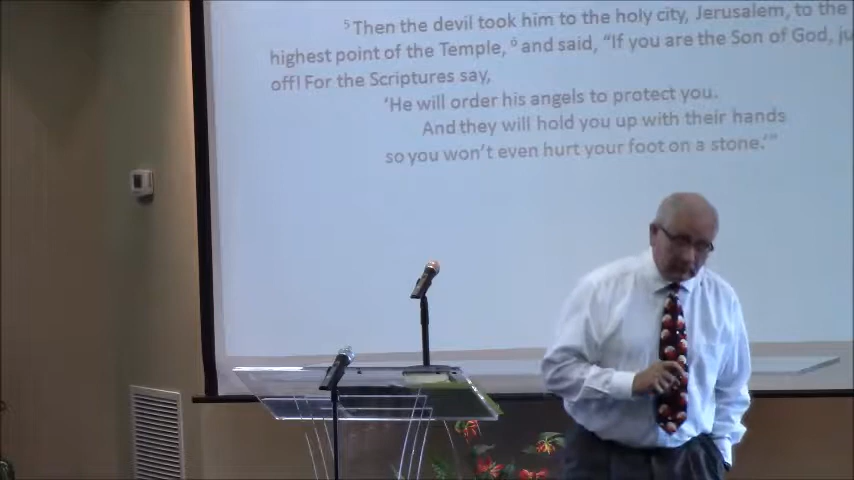 5 Then the devil took him to the holy city, Jerusalem, to the
highest point of the Temple, 6 and said, “If you are the Son of God, ju
off! For the Scriptures say,
‘He will order his angels to protect you.
And they will hold you up with their hands
so you won’t even hurt your foot on a stone.’”